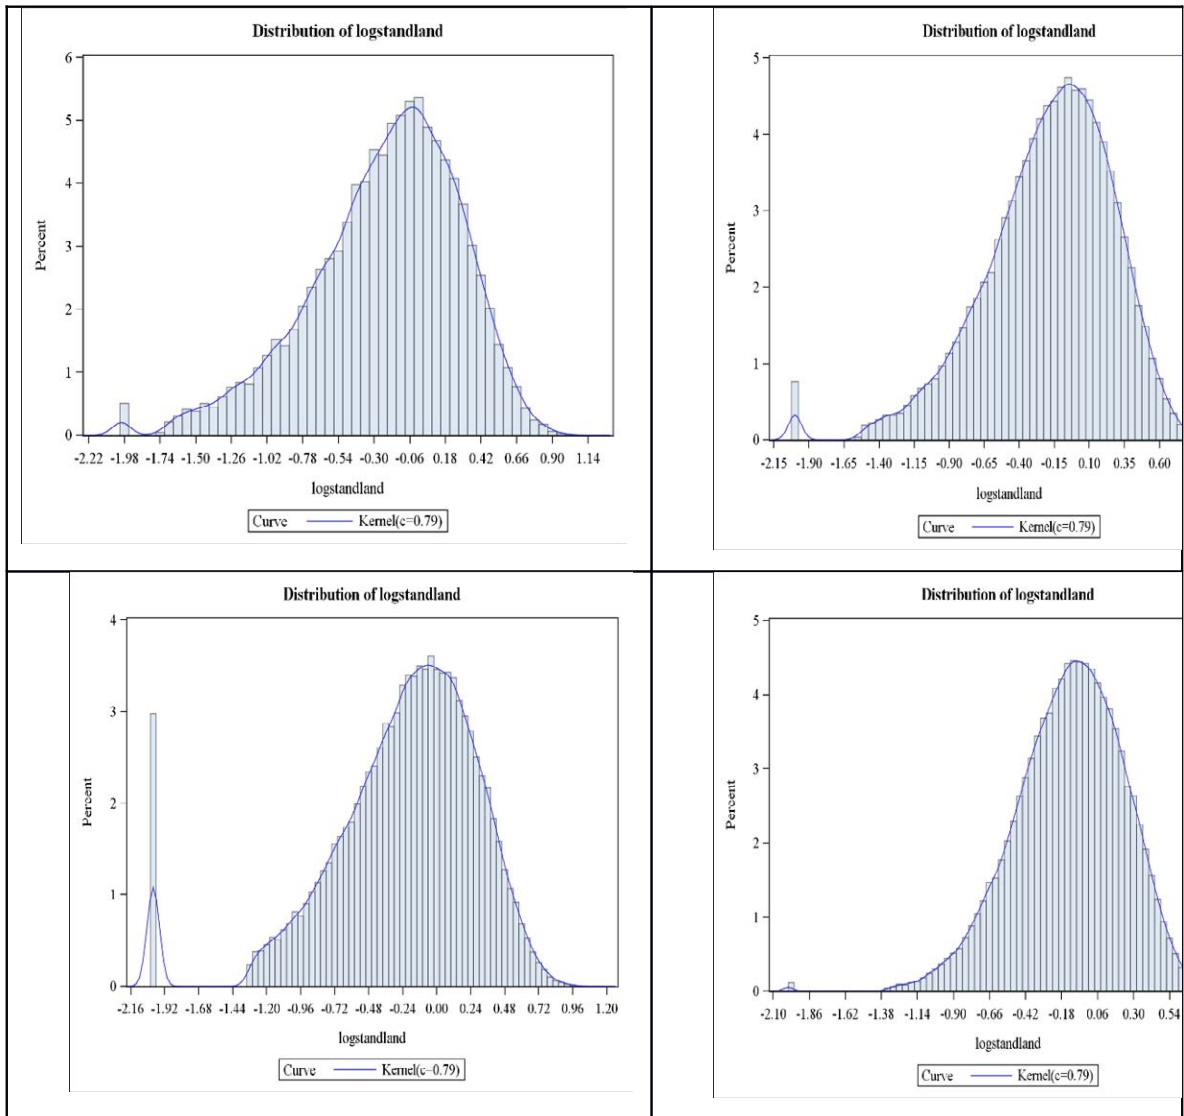 Distribution of logstandland
6
5
4
3
2
1
0
Percent
-2.22 -1.98 -1.74 -1.50 -1.26 -1.02 -0.78 -0.54 -0.30 -0.06 0.18 0.42 0.66 0.90 1.14
logstandland
Curve Kernel(c=0.79)
Distribution of logstandland
5
4
3
2
1
0
Percent
-2.15 -1.90 -1.65 -1.40 -1.15 -0.90 -0.65 -0.40 -0.15 0.10 0.35 0.60
logstandland
Curve Kernel(c=0.79)
Distribution of logstandland
4
3
2
1
0
Percent
-2.16 -1.92 -1.68 -1.44 -1.20 -0.96 -0.72 -0.48 -0.24 0.00 0.24 0.48 0.72 0.96 1.20
logstandland
Curve Kernel(c=0.79)
Distribution of logstandland
5
4
3
2
1
0
Percent
-2.10 -1.86 -1.62 -1.38 -1.14 -0.90 -0.66 -0.42 -0.18 0.06 0.30 0.54
logstandland
Curve Kernel(c=0.79)